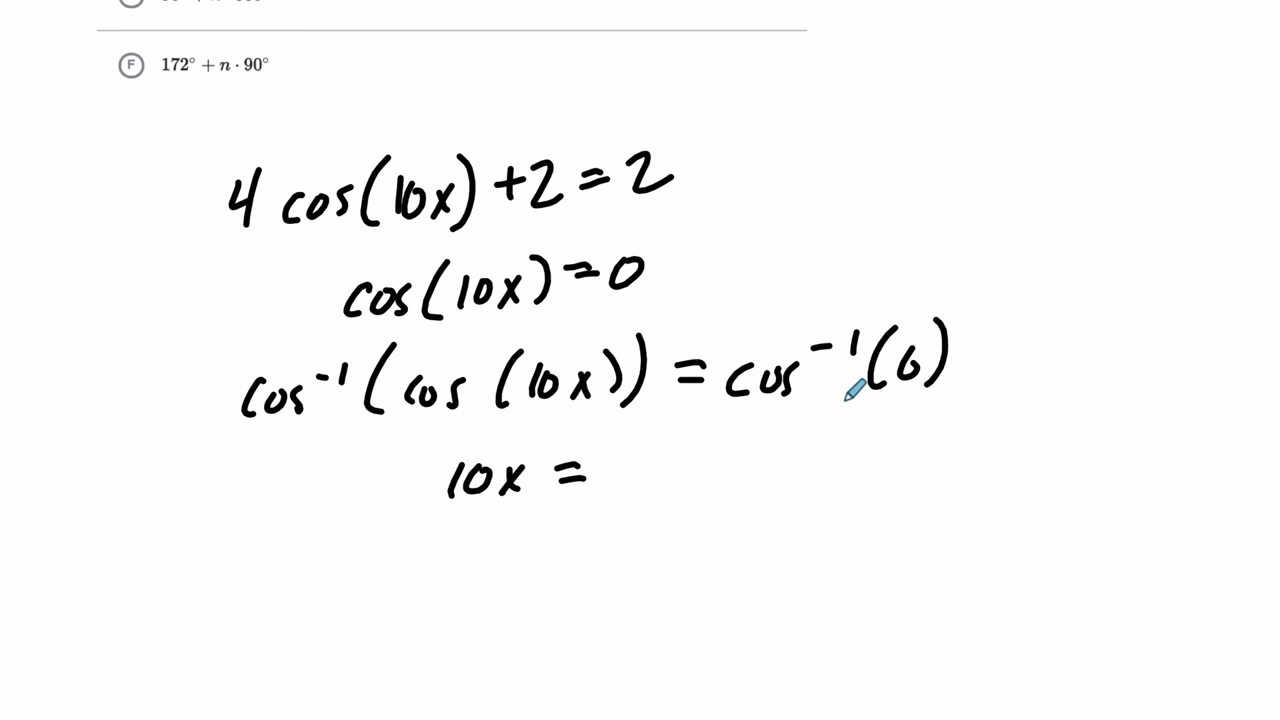 F 172° + n · 90°
4 cos(10x) +2 = 2
cos(10x) = 0
cos⁻¹(cos (10x)) = cos⁻¹(0)
10x =